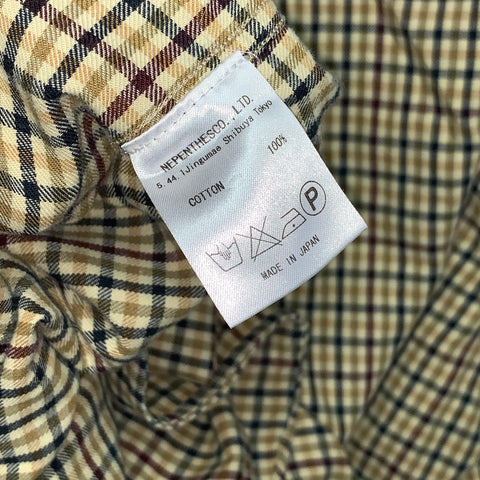 NEPENTHESCO., LTD.
5.44.1Jingumae Shibuya Tokyo
COTTON 100%
P
MADE IN JAPAN